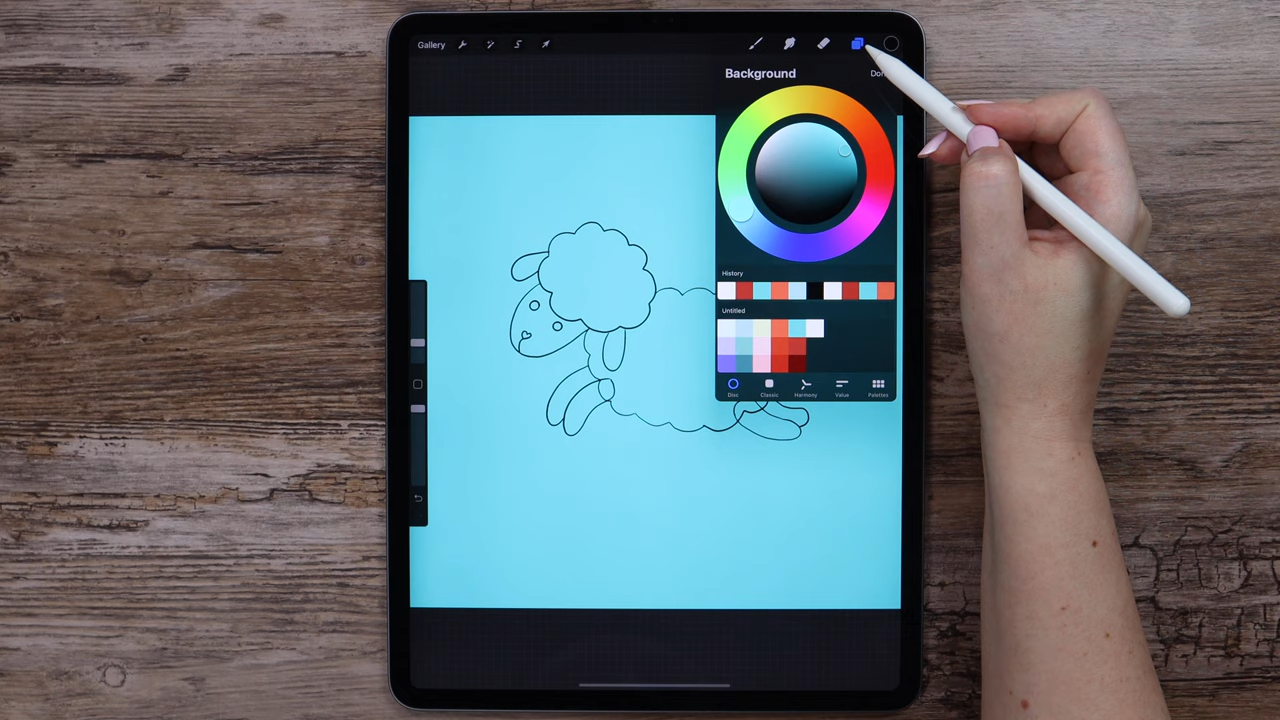 Gallery
Background
History
Untitled
Disc Classic Harmony Value Palettes